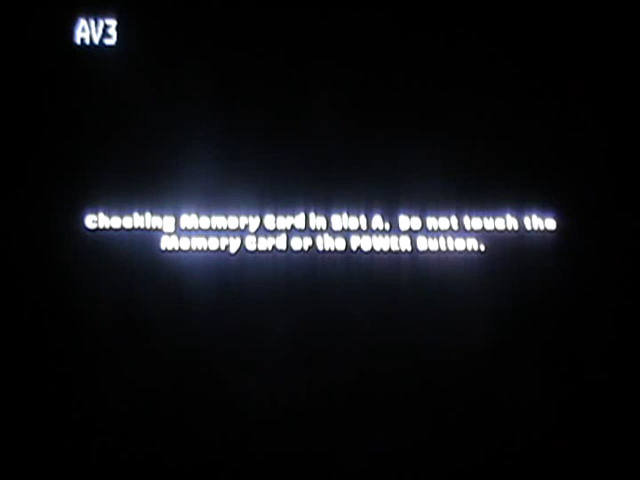 AV3
Checking Memory Card in Slot A. Do not touch the
Memory Card or the POWER Button.